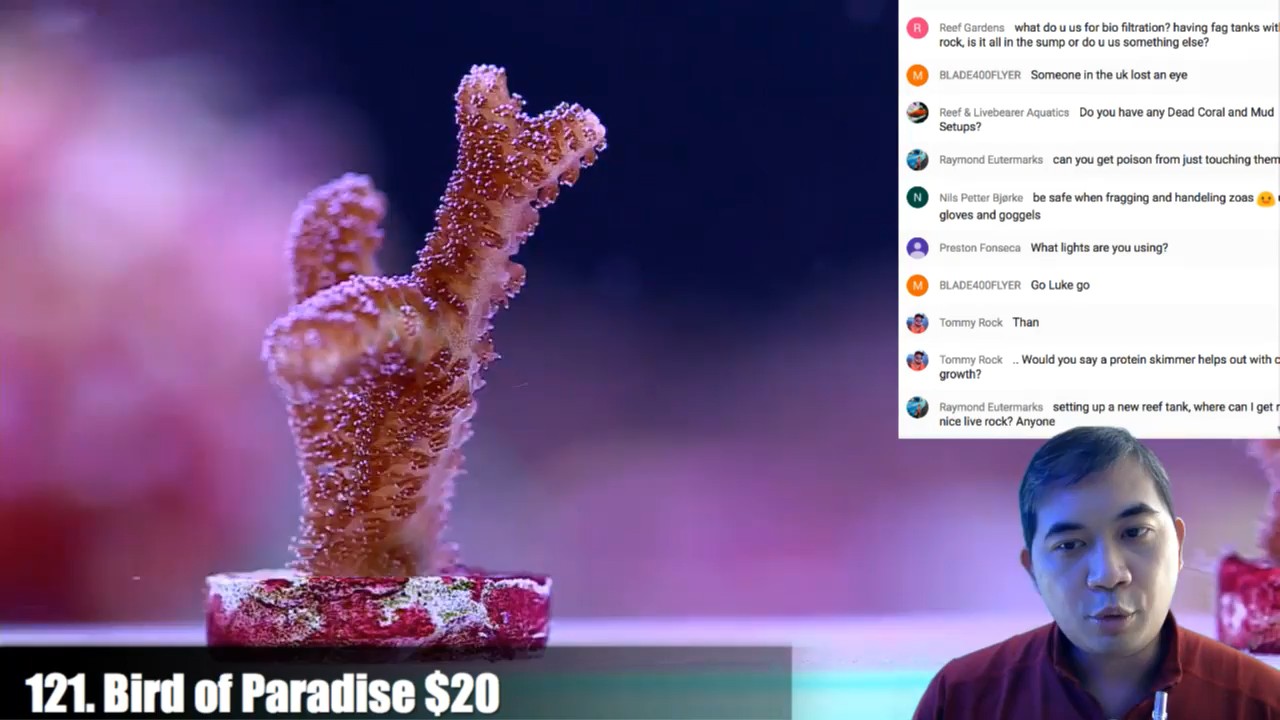 R Reef Gardens what do u us for bio filtration? having fag tanks
rock, is it all in the sump or do u us something else?
M BLADE400FLYER Someone in the uk lost an eye
Reef & Livebearer Aquatics Do you have any Dead Coral and Mud
Setups?
Raymond Eutermarks can you get poison from just touching them
N Nils Petter Bjørke be safe when fragging and handeling zoas
gloves and goggels
Preston Fonseca What lights are you using?
M BLADE400FLYER Go Luke go
Tommy Rock Than
Tommy Rock .. Would you say a protein skimmer helps out with
growth?
Raymond Eutermarks setting up a new reef tank, where can I get
nice live rock? Anyone
121. Bird of Paradise $20